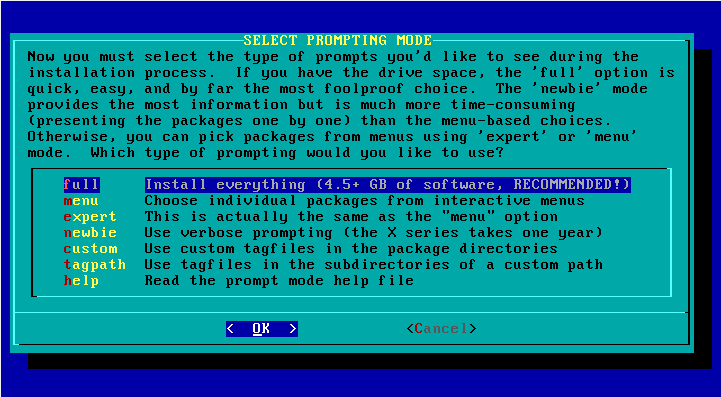 SELECT PROMPTING MODE
Now you must select the type of prompts you'd like to see during the
installation process.  If you have the drive space, the 'full' option is
quick, easy, and by far the most foolproof choice.  The 'newbie' mode
provides the most information but is much more time-consuming
(presenting the packages one by one) than the menu-based choices.
Otherwise, you can pick packages from menus using 'expert' or 'menu'
mode.  Which type of prompting would you like to use?
full     Install everything (4.5+ GB of software, RECOMMENDED!)
menu     Choose individual packages from interactive menus
expert   This is actually the same as the "menu" option
newbie   Use verbose prompting (the X series takes one year)
custom   Use custom tagfiles in the package directories
tagpath  Use tagfiles in the subdirectories of a custom path
help     Read the prompt mode help file
<  OK  >             <Cancel>